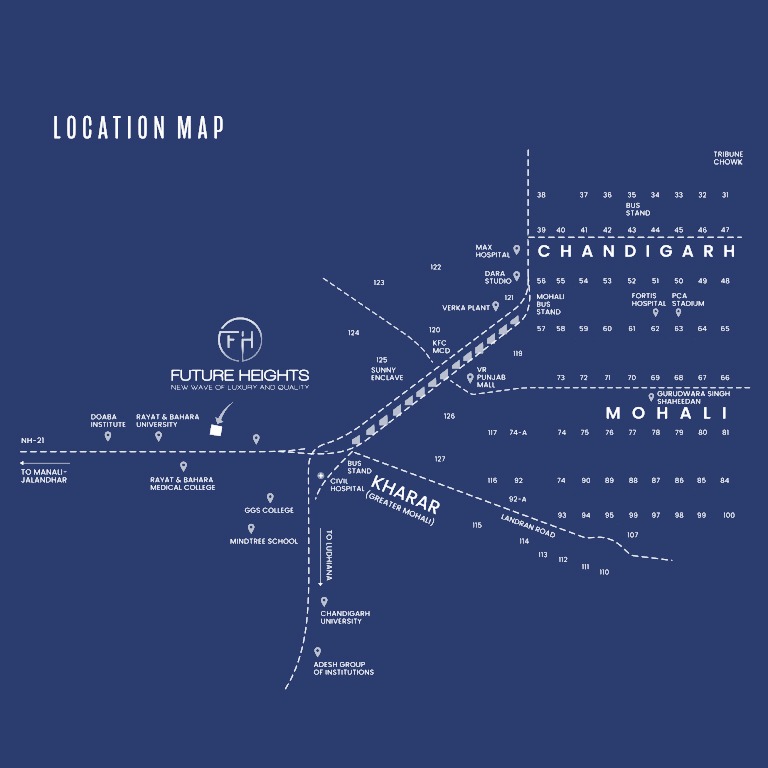 LOCATION MAP
TRIBUNE
CHOWK
38 37 36 35 34 33 32 31
BUS
STAND
39 40 41 42 43 44 45 46 47
MAX
HOSPITAL
CHANDIGARH
122
123
DARA
STUDIO
56 55 54 53 52 51 50 49 48
121
MOHALI
BUS
STAND
FORTIS
HOSPITAL
PCA
STADIUM
VERKA PLANT
57 58 59 60 61 62 63 64 65
124
120
KFC
MCD
119
125
SUNNY
ENCLAVE
VR
PUNJAB
MALL
73 72 71 70 69 68 67 66
FH
FUTURE HEIGHTS
NEW WAVE OF LUXURY AND QUALITY
GURUDWARA SINGH
SHAHEEDAN
MOHALI
126
DOABA
INSTITUTE
RAYAT & BAHARA
UNIVERSITY
117 74-A 74 75 76 77 78 79 80 81
NH-21
127
TO MANALI-
JALANDHAR
RAYAT & BAHARA
MEDICAL COLLEGE
BUS
STAND
CIVIL
HOSPITAL
KHARAR
(GREATER MOHALI)
116 92 74 90 89 88 87 86 85 84
92-A
GGS COLLEGE
93 94 95 99 97 98 99 100
115
LANDRAN ROAD
MINDTREE SCHOOL
114
107
113
112
111
110
TO LUDHIANA
CHANDIGARH
UNIVERSITY
ADESH GROUP
OF INSTITUTIONS